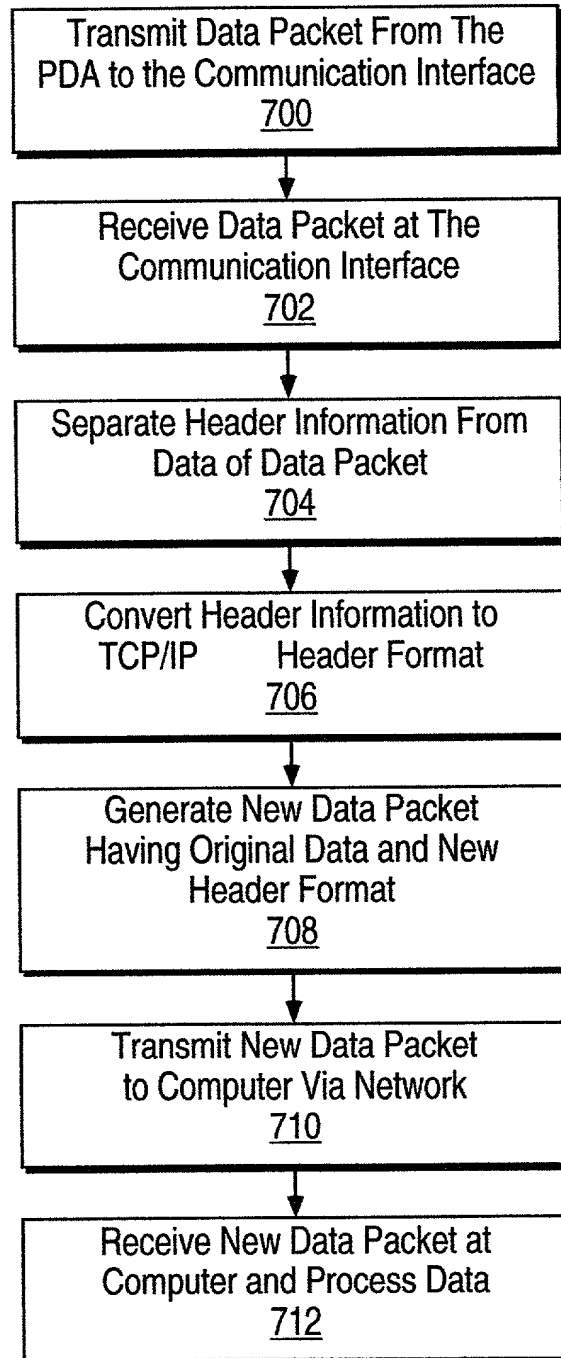 Transmit Data Packet From The
PDA to the Communication Interface
700
Receive Data Packet at The
Communication Interface
702
Separate Header Information From
Data of Data Packet
704
Convert Header Information to
TCP/IP Header Format
706
Generate New Data Packet
Having Original Data and New
Header Format
708
Transmit New Data Packet
to Computer Via Network
710
Receive New Data Packet at
Computer and Process Data
712